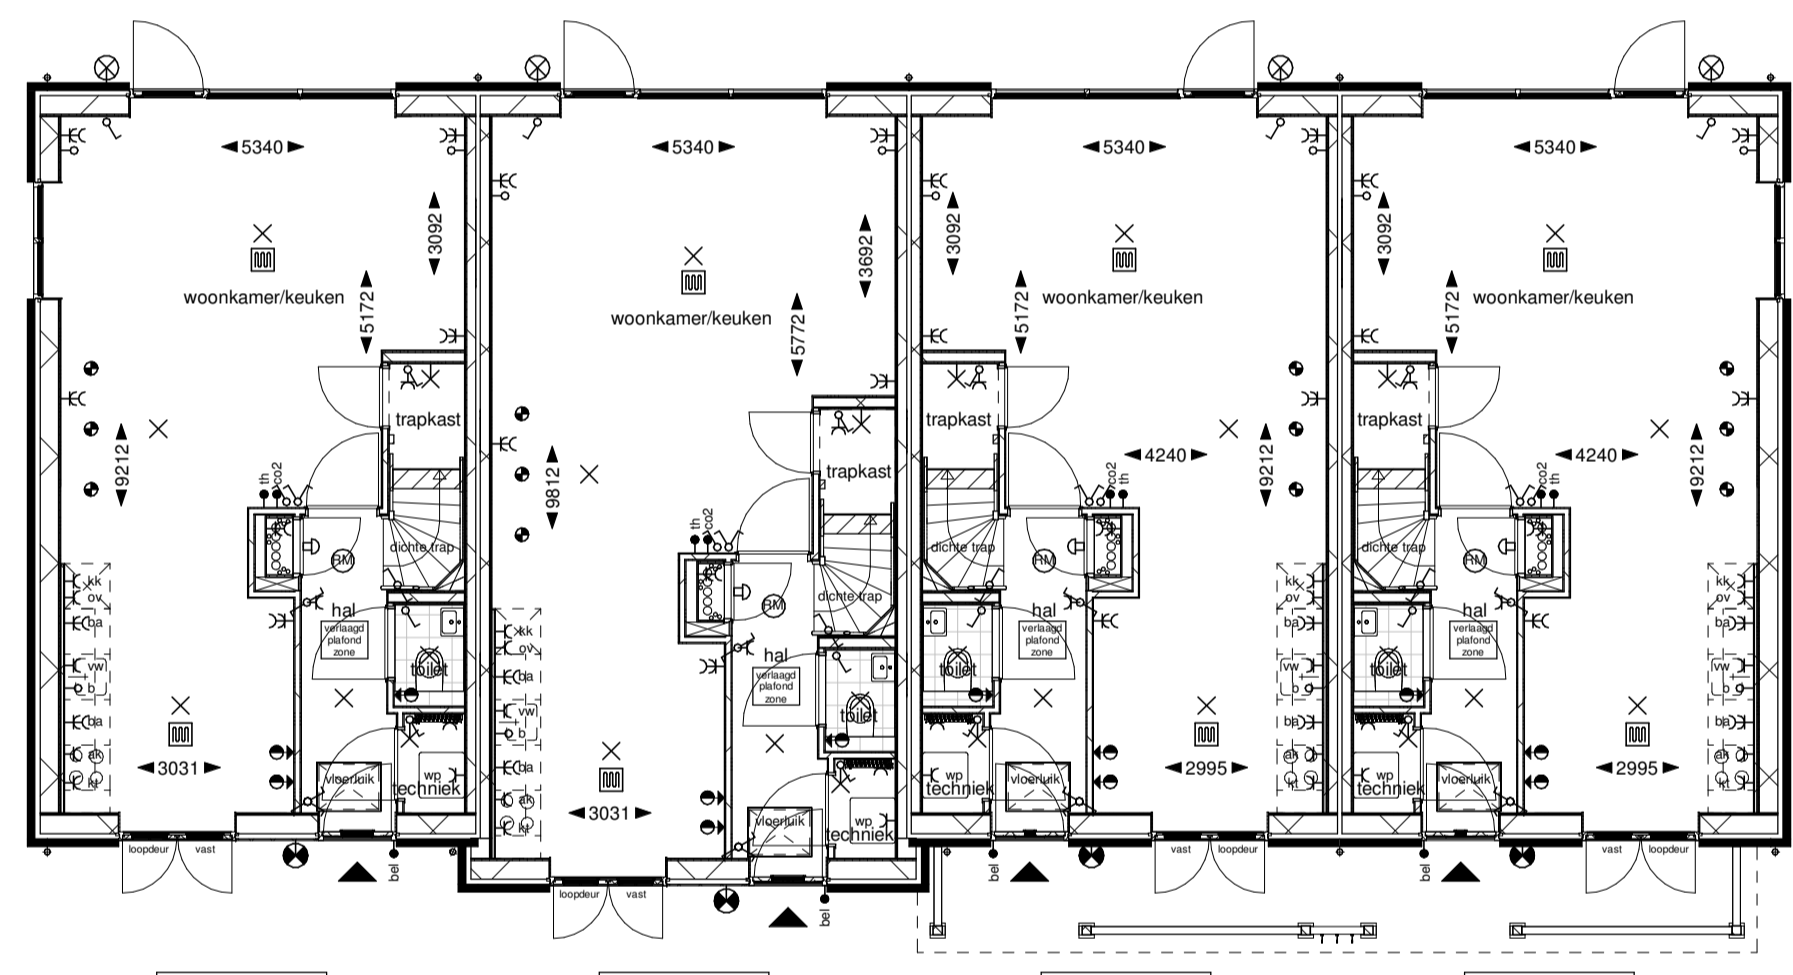 5340
5340
5340
5340
3092
3692
3092
3092
woonkamer/keuken
woonkamer/keuken
woonkamer/keuken
woonkamer/keuken
5172
5772
5172
5172
trapkast
trapkast
trapkast
trapkast
9212
9812
4240
9212
4240
9212
th
co2
th
co2
co2
th
co2
th
dichte trap
dichte trap
dichte trap
dichte trap
RM
RM
RM
RM
kk
ov
ba
vw
b
ba
ak
kt
kk
ov
ba
vw
b
ba
ak
kt
kk
ov
ba
vw
b
ba
ak
kt
kk
ov
ba
vw
b
ba
ak
kt
hal
verlaagd
plafond
zone
hal
verlaagd
plafond
zone
hal
verlaagd
plafond
zone
hal
verlaagd
plafond
zone
toilet
toilet
toilet
toilet
3031
3031
2995
2995
vloerluik
vloerluik
vloerluik
vloerluik
wp
techniek
wp
techniek
wp
techniek
wp
techniek
loopdeur
vast
bel
loopdeur
vast
bel
bel
vast
loopdeur
bel
vast
loopdeur